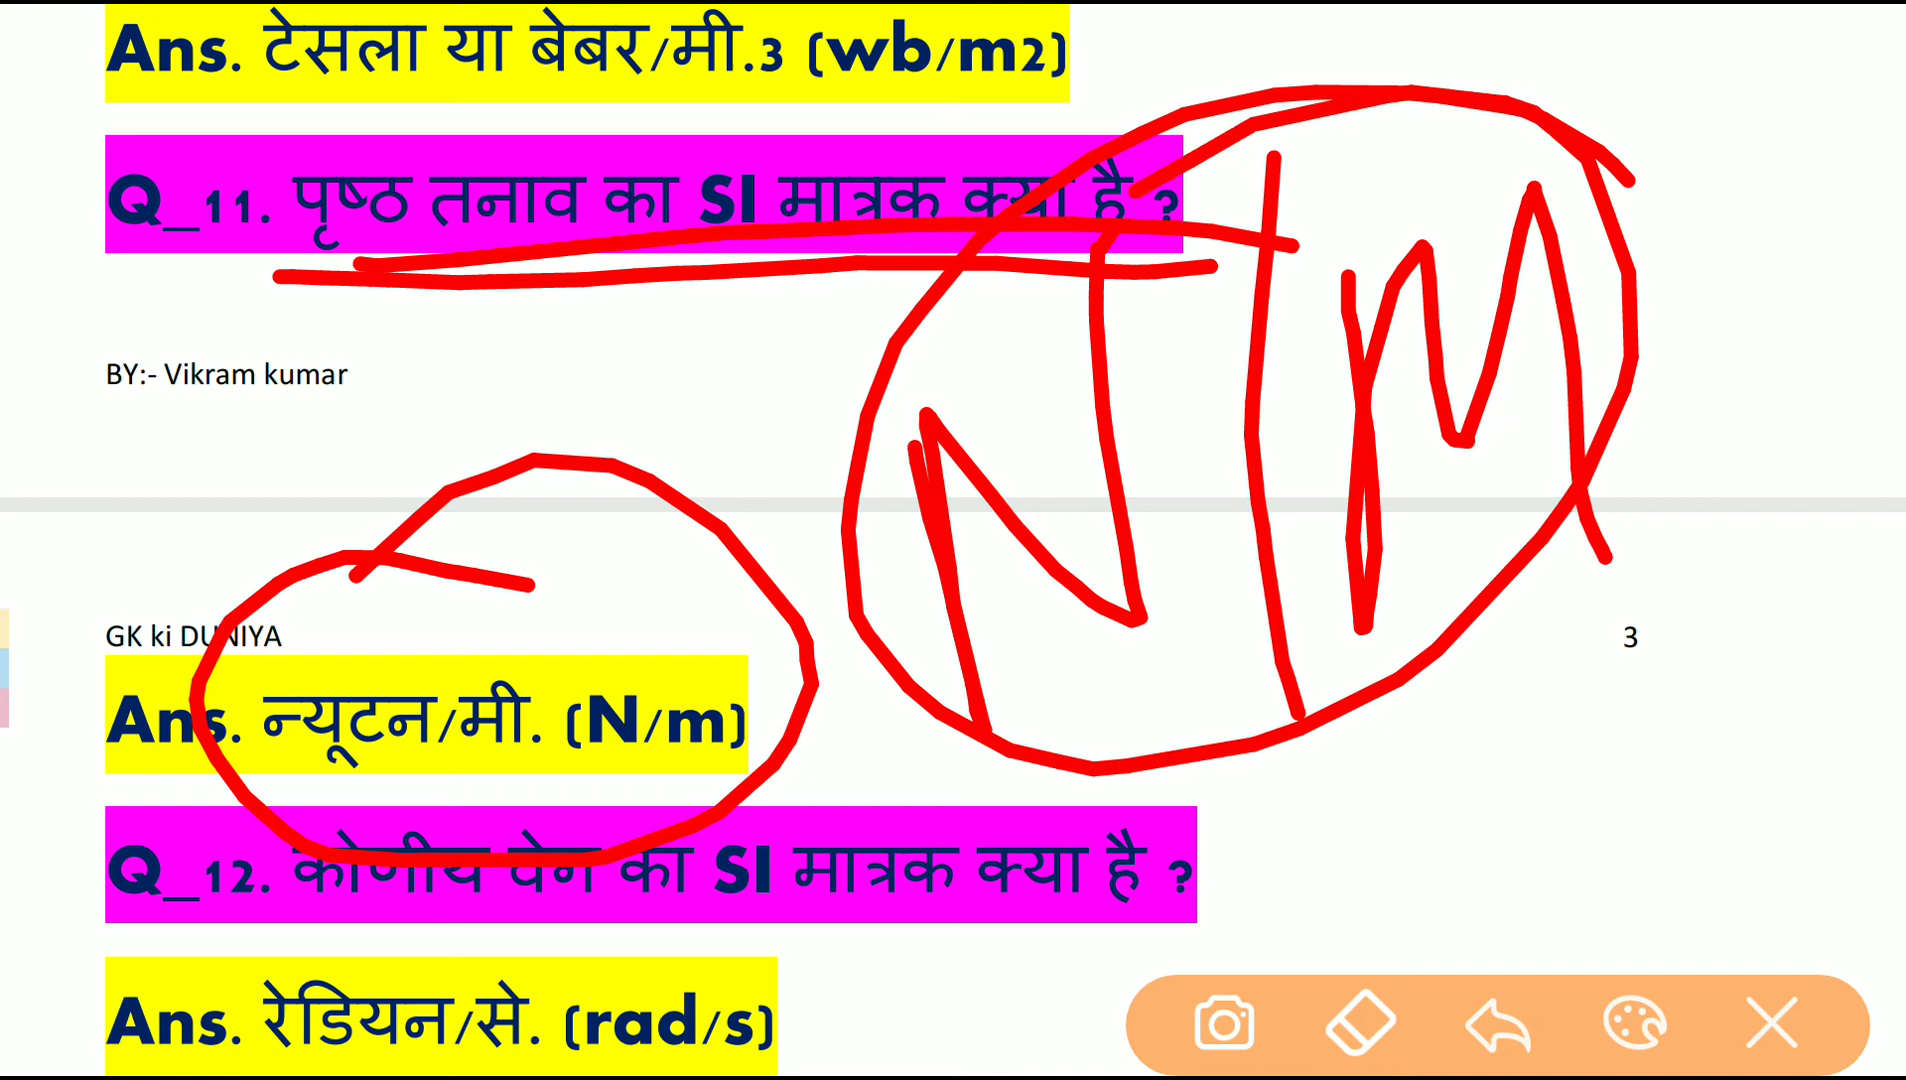 Ans. टेसला या बेबर/मी.3 (wb/m2)
Q_11. पृष्ठ तनाव का SI मात्रक क्या है ?
BY:- Vikram kumar
N/m
GK ki DUNIYA
3
Ans. न्यूटन/मी. (N/m)
Q_12. कोणीय वेग का SI मात्रक क्या है ?
Ans. रेडियन/से. (rad/s)